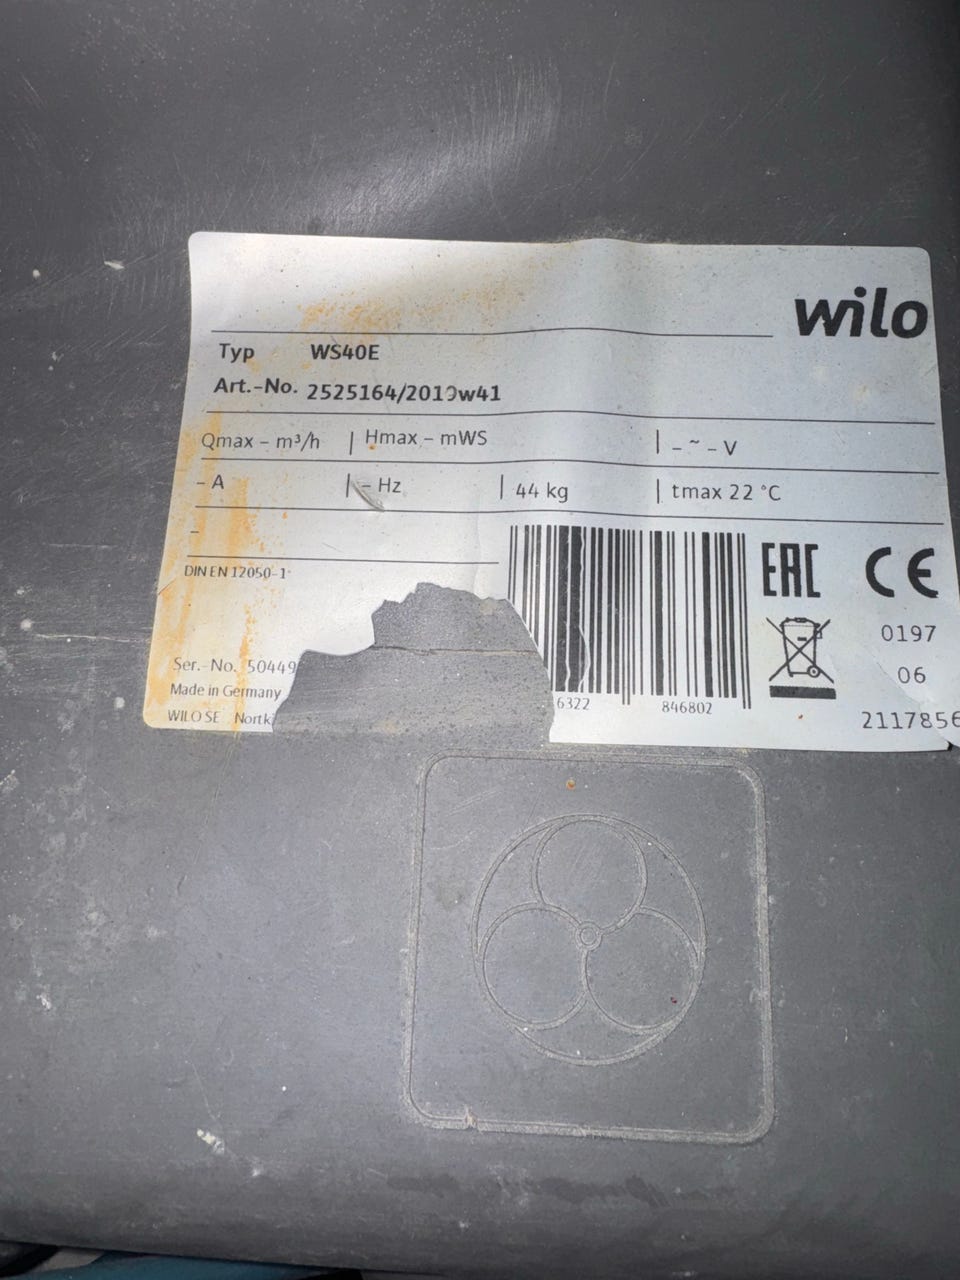 wilo
Typ WS40E
Art.-No. 2525164/2019w41
Qmax – m³/h | Hmax – mWS | – ~ – V
– A | – Hz | 44 kg | tmax 22 °C
–
DIN EN 12050-1
EAC CE
0197
06
Ser.-No. 50449
6322 846802
Made in Germany
WILO SE Nortk
2117856